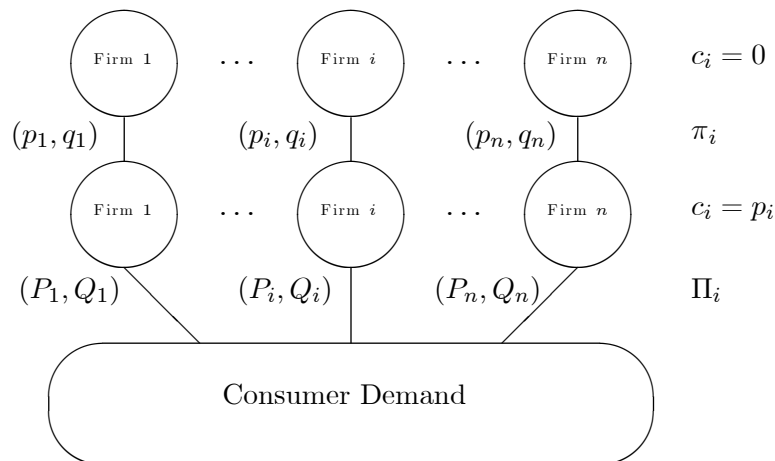 Firm 1 ... Firm i ... Firm n c_i = 0
(p_1, q_1) (p_i, q_i) (p_n, q_n) π_i
Firm 1 ... Firm i ... Firm n c_i = p_i
(P_1, Q_1) (P_i, Q_i) (P_n, Q_n) Π_i
Consumer Demand